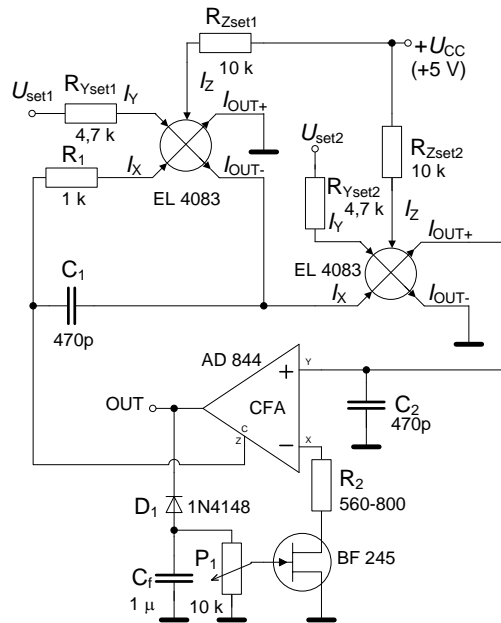 R_Zset1
10 k
+U_CC
(+5 V)
U_set1
R_Yset1
4,7 k
I_Y
I_Z
I_OUT+
R_1
1 k
I_X
I_OUT-
EL 4083
U_set2
R_Yset2
4,7 k
I_Y
R_Zset2
10 k
I_Z
I_OUT+
EL 4083
I_X
I_OUT-
C_1
470p
AD 844
OUT
+
CFA
−
Y
X
C
Z
C_2
470p
R_2
560-800
D_1
1N4148
P_1
10 k
BF 245
C_f
1 µ